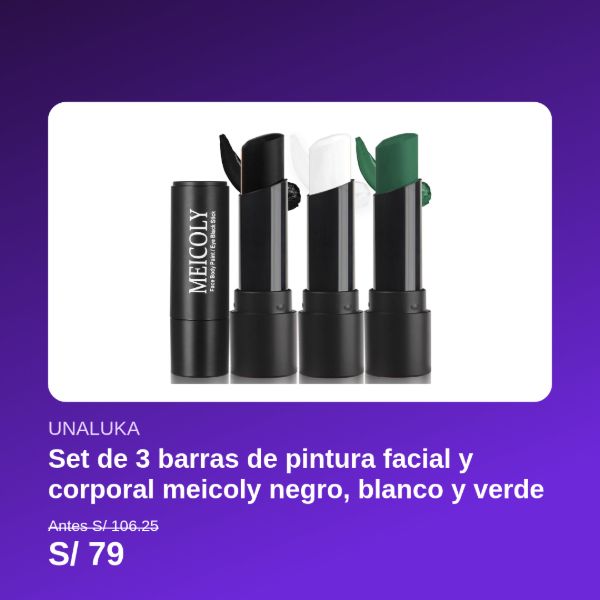 MEICOLY
Face Body Paint / Eye Black Stick
UNALUKA
Set de 3 barras de pintura facial y
corporal meicoly negro, blanco y verde
Antes S/ 106.25
S/ 79